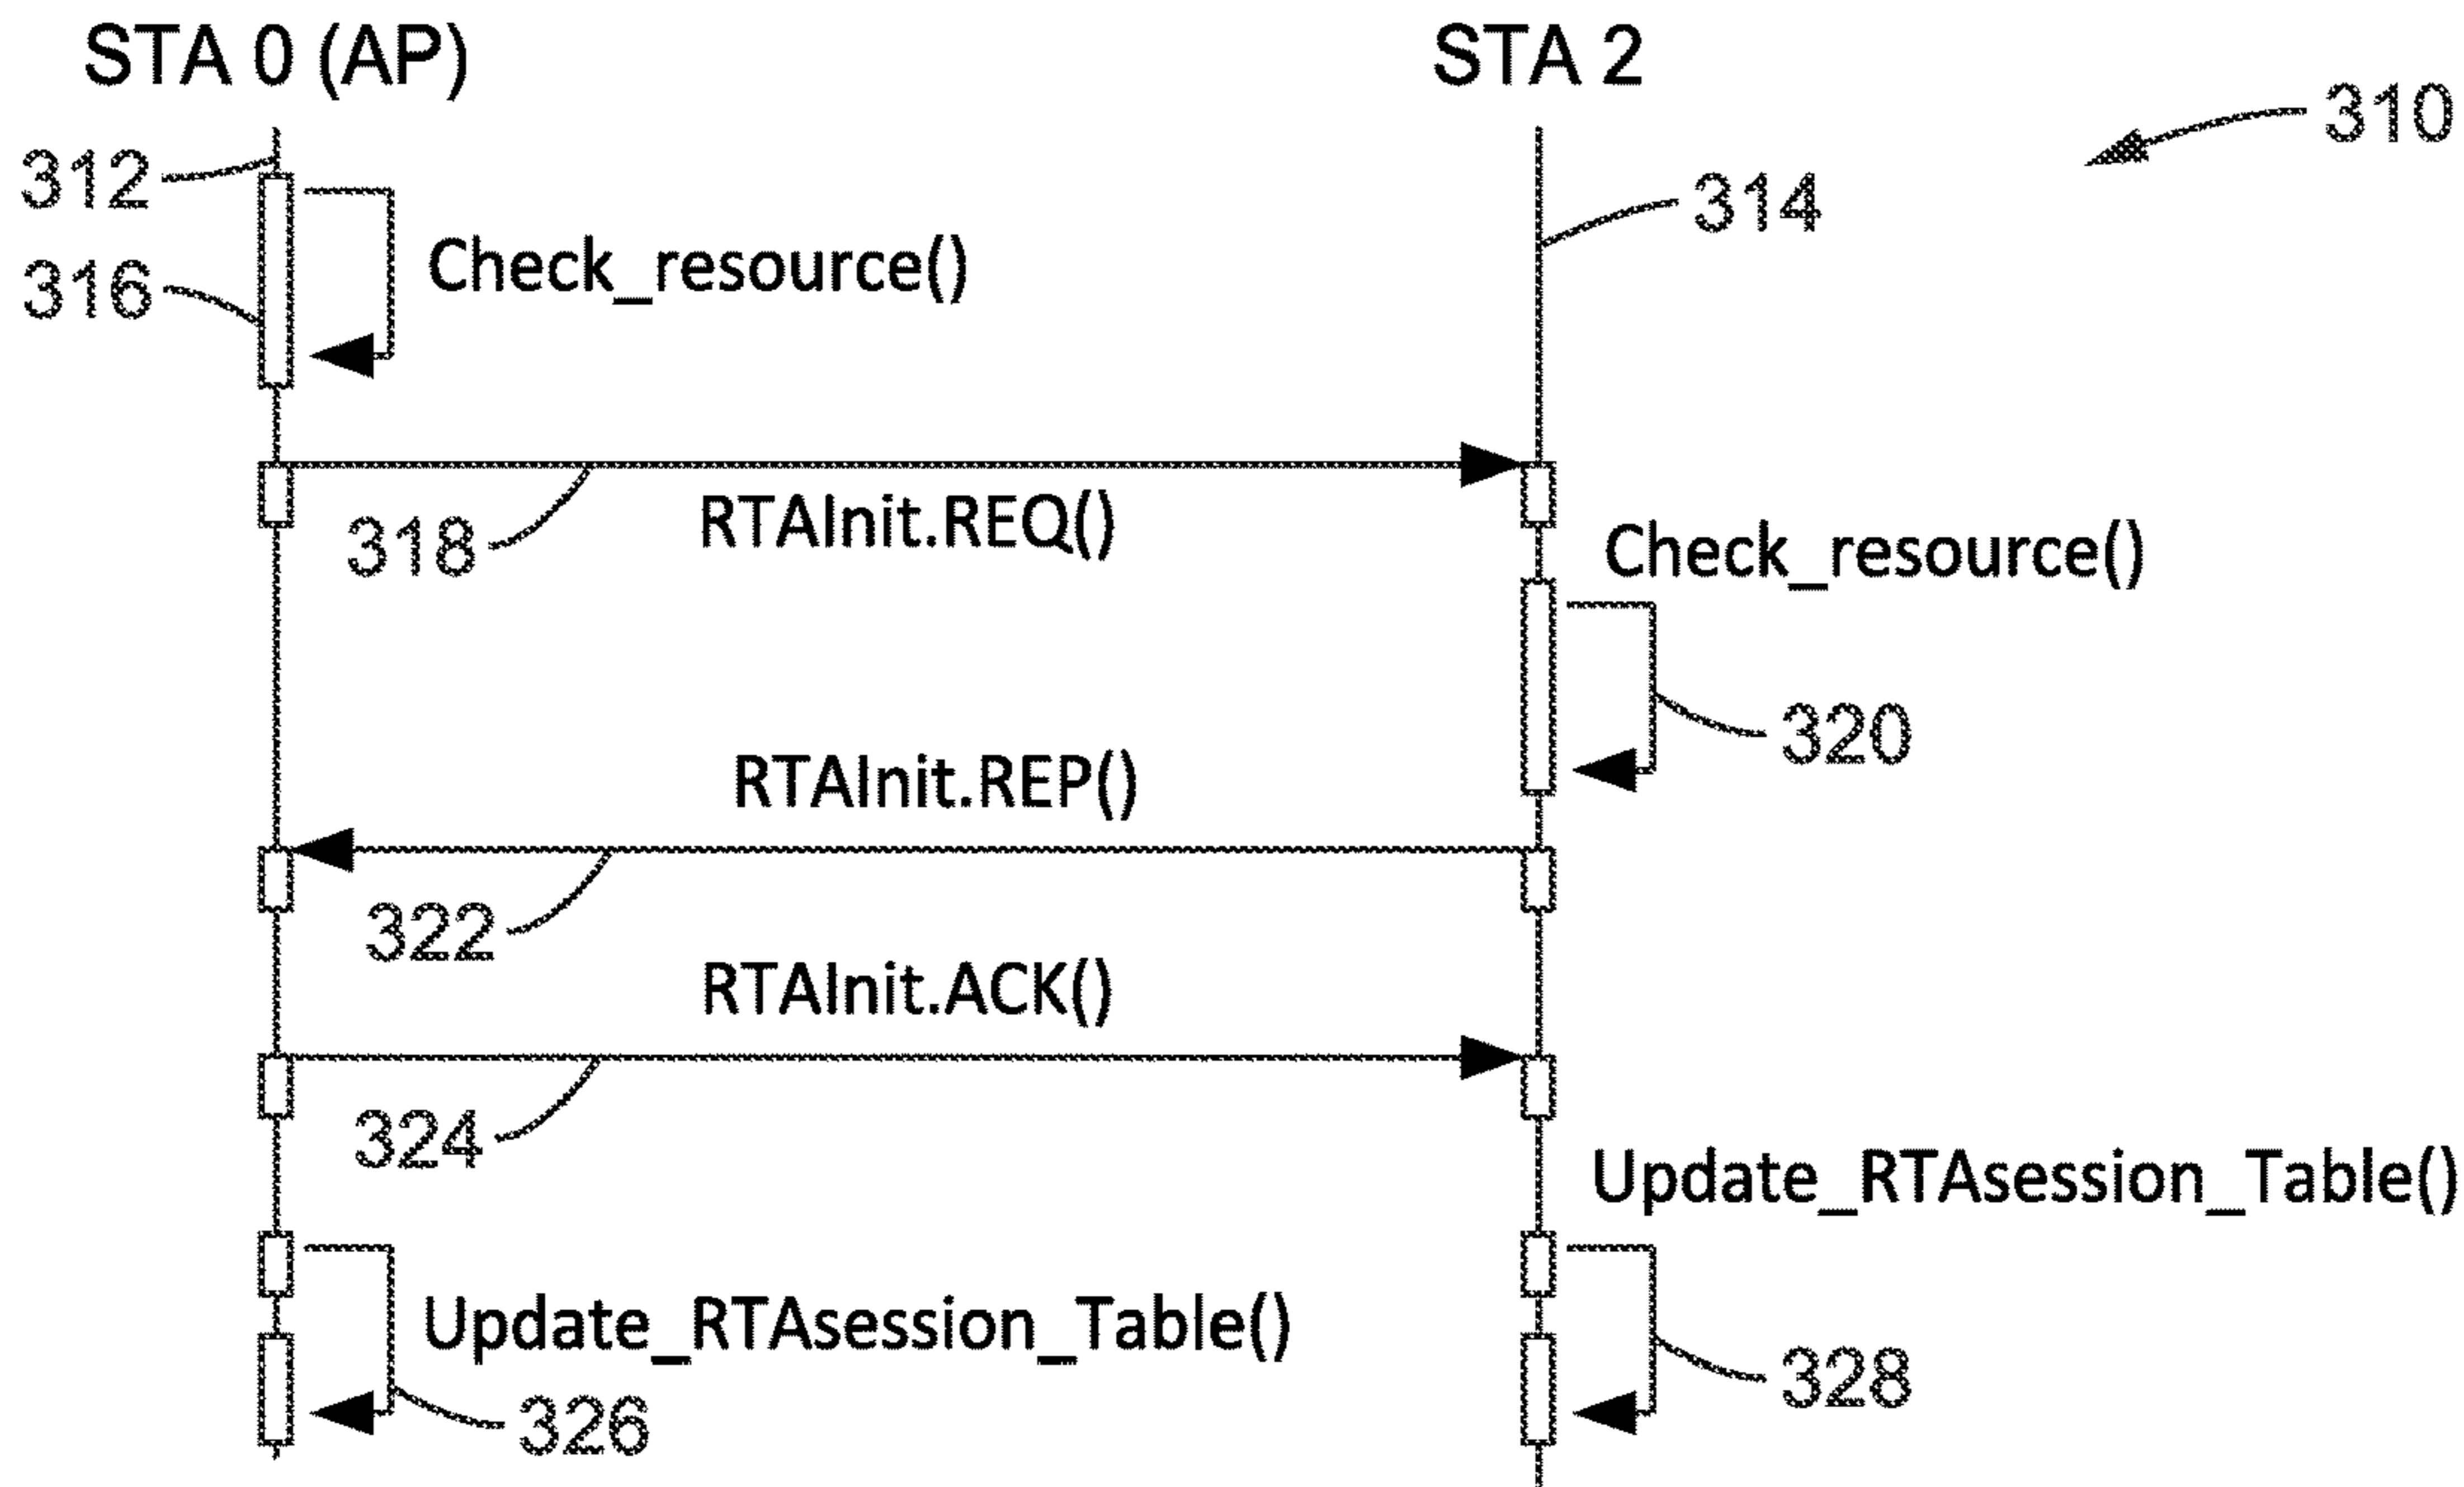 STA 0 (AP)
STA 2
310
312
314
Check_resource()
316
RTAInit.REQ()
318
Check_resource()
320
RTAInit.REP()
322
RTAInit.ACK()
324
Update_RTAsession_Table()
Update_RTAsession_Table()
328
326